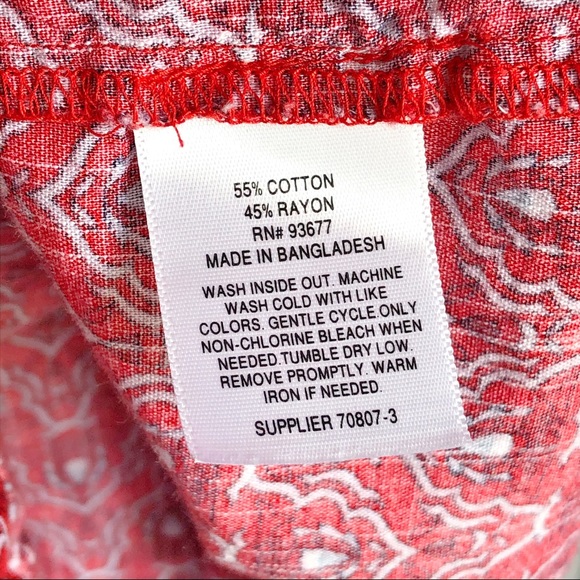 55% COTTON
45% RAYON
RN# 93677
MADE IN BANGLADESH
WASH INSIDE OUT. MACHINE
WASH COLD WITH LIKE
COLORS. GENTLE CYCLE.ONLY
NON-CHLORINE BLEACH WHEN
NEEDED.TUMBLE DRY LOW.
REMOVE PROMPTLY. WARM
IRON IF NEEDED.
SUPPLIER 70807-3